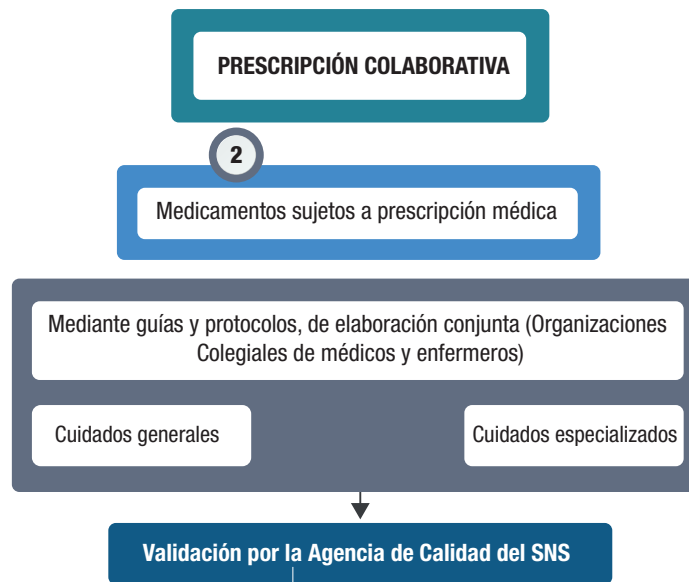 PRESCRIPCIÓN COLABORATIVA
2
Medicamentos sujetos a prescripción médica
Mediante guías y protocolos, de elaboración conjunta (Organizaciones
Colegiales de médicos y enfermeros)
Cuidados generales
Cuidados especializados
Validación por la Agencia de Calidad del SNS